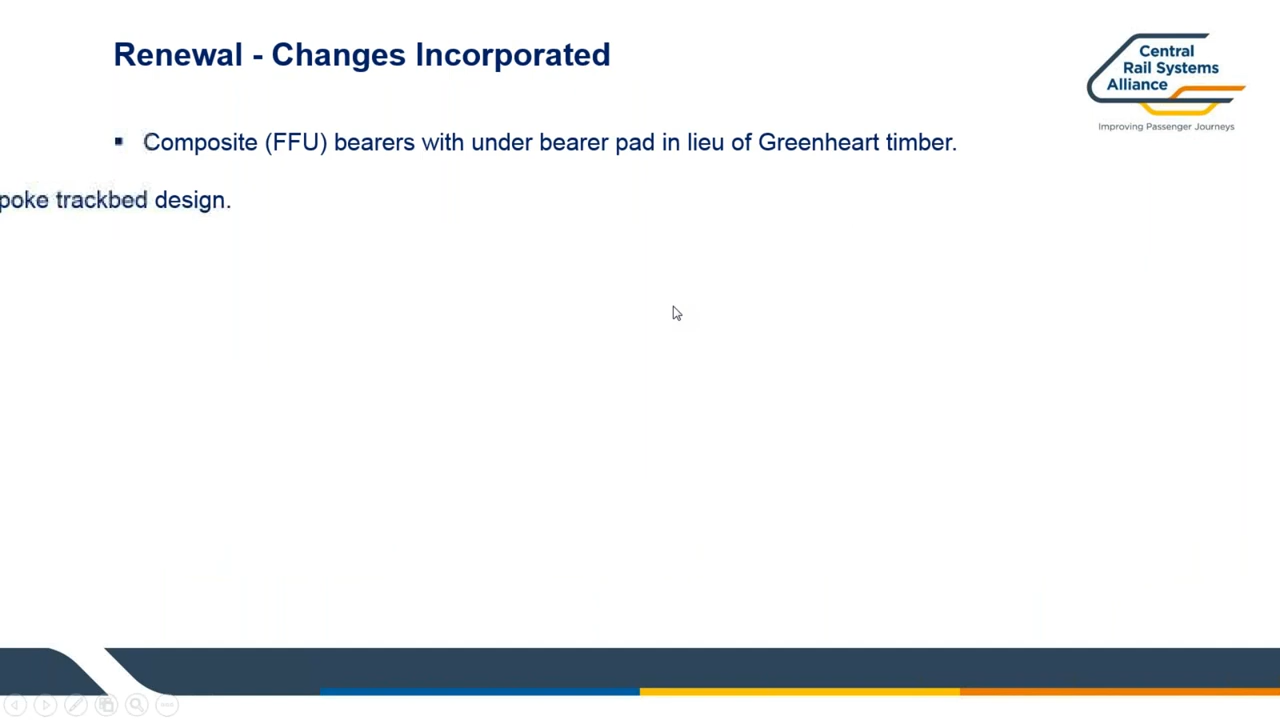 Renewal - Changes Incorporated
Central
Rail Systems
Alliance
Improving Passenger Journeys
▪ Composite (FFU) bearers with under bearer pad in lieu of Greenheart timber.
poke trackbed design.